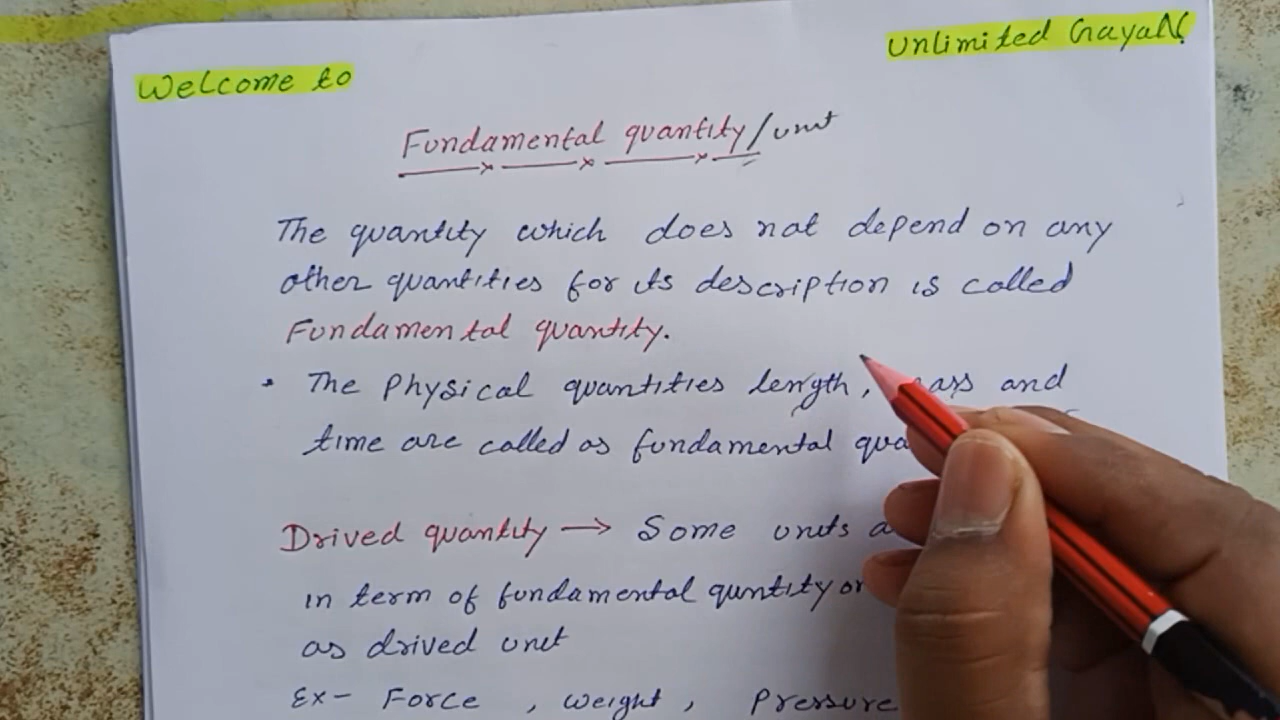 Welcome to
Unlimited Gayan
Fundamental quantity/unit
The quantity which does not depend on any
other quantities for its description is called
Fundamental quantity.
• The Physical quantities length, mass and
time are called as fundamental qua
Drived quantity → Some units a
in term of fundamental quntity or
as drived unit
Ex- Force , weight , Pressure